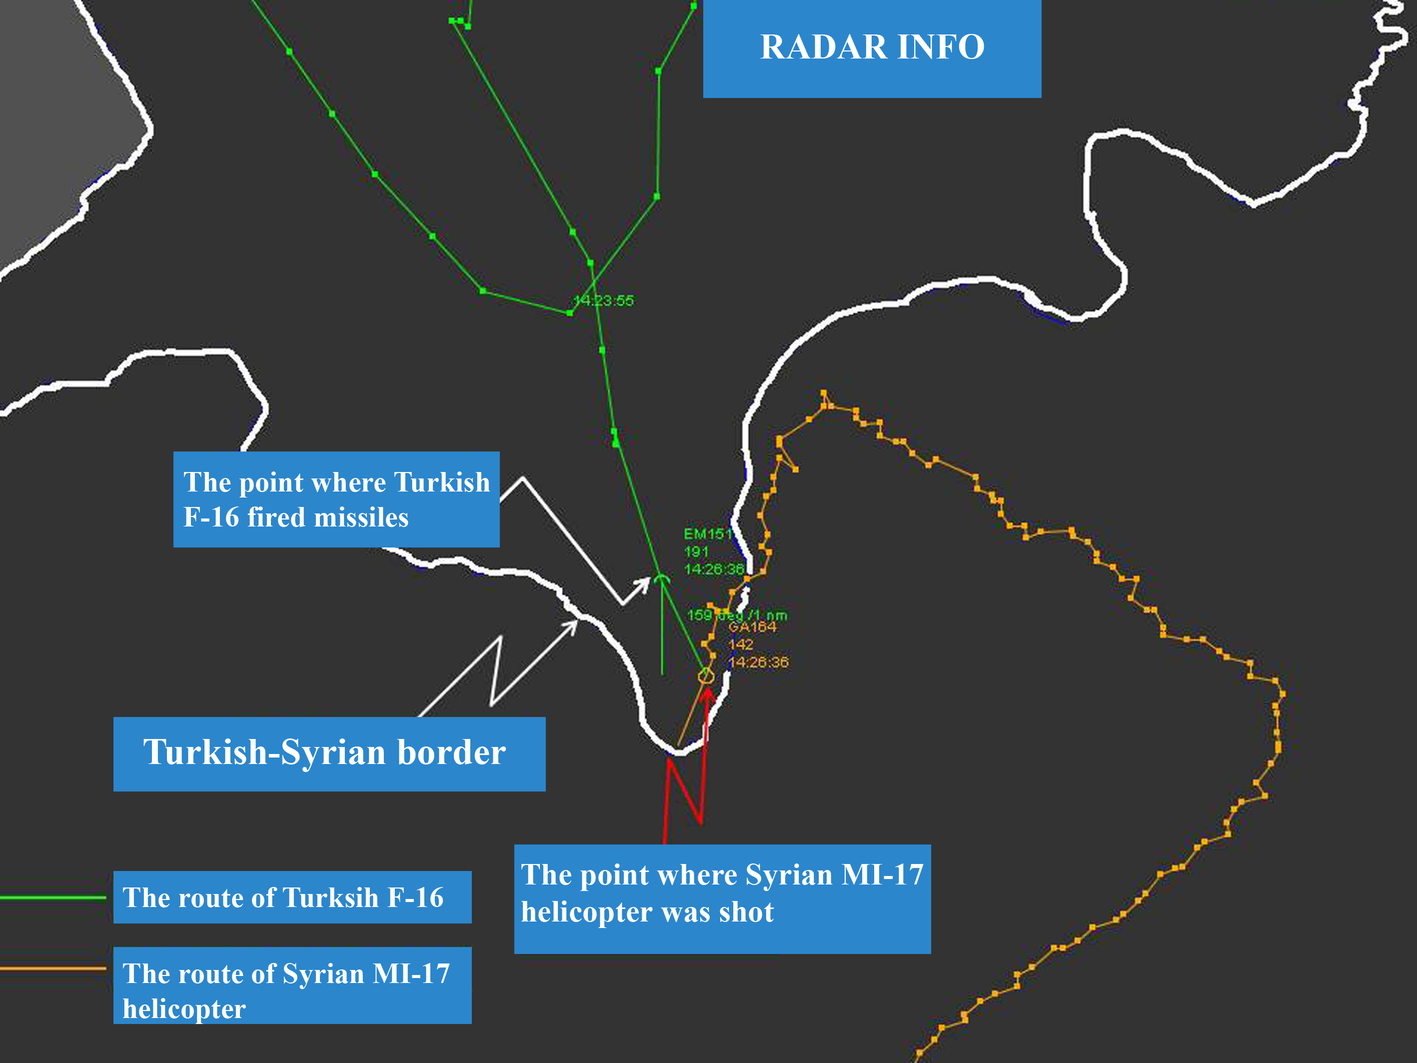 RADAR INFO
14:23:55
The point where Turkish
F-16 fired missiles
EM151
191
14:26:36
159 deg /1 nm
GA164
142
14:26:36
Turkish-Syrian border
The point where Syrian MI-17
helicopter was shot
The route of Turksih F-16
The route of Syrian MI-17
helicopter